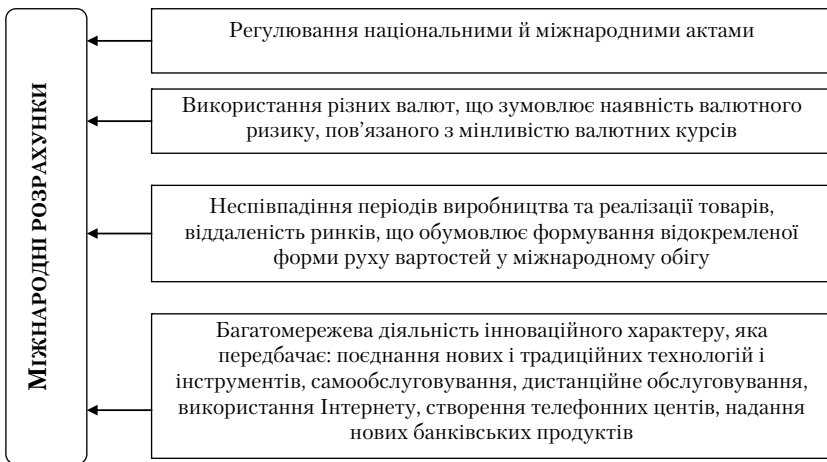 МІЖНАРОДНІ РОЗРАХУНКИ
Регулювання національними й міжнародними актами
Використання різних валют, що зумовлює наявність валютного
ризику, пов’язаного з мінливістю валютних курсів
Неспівпадіння періодів виробництва та реалізації товарів,
віддаленість ринків, що обумовлює формування відокремленої
форми руху вартостей у міжнародному обігу
Багатомережева діяльність інноваційного характеру, яка
передбачає: поєднання нових і традиційних технологій і
інструментів, самообслуговування, дистанційне обслуговування,
використання Інтернету, створення телефонних центів, надання
нових банківських продуктів